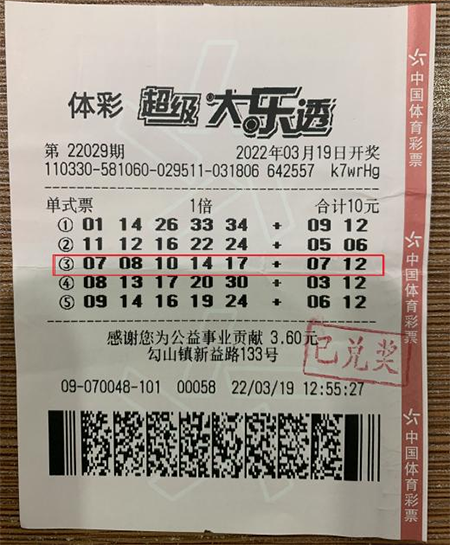 体彩 超级大乐透
第 22029期 2022年03月19日开奖
110330-581060-029511-031806 642557 k7wrHg
单式票 1倍 合计10元
① 01 14 26 33 34 + 09 12
② 11 12 16 22 24 + 05 06
③ 07 08 10 14 17 + 07 12
④ 08 13 17 20 30 + 03 12
⑤ 09 14 16 19 24 + 06 12
感谢您为公益事业贡献 3.60元
勾山镇新益路133号
已兑奖
09-070048-101 00058 22/03/19 12:55:27
中国体育彩票
中国体育彩票
中国体育彩票